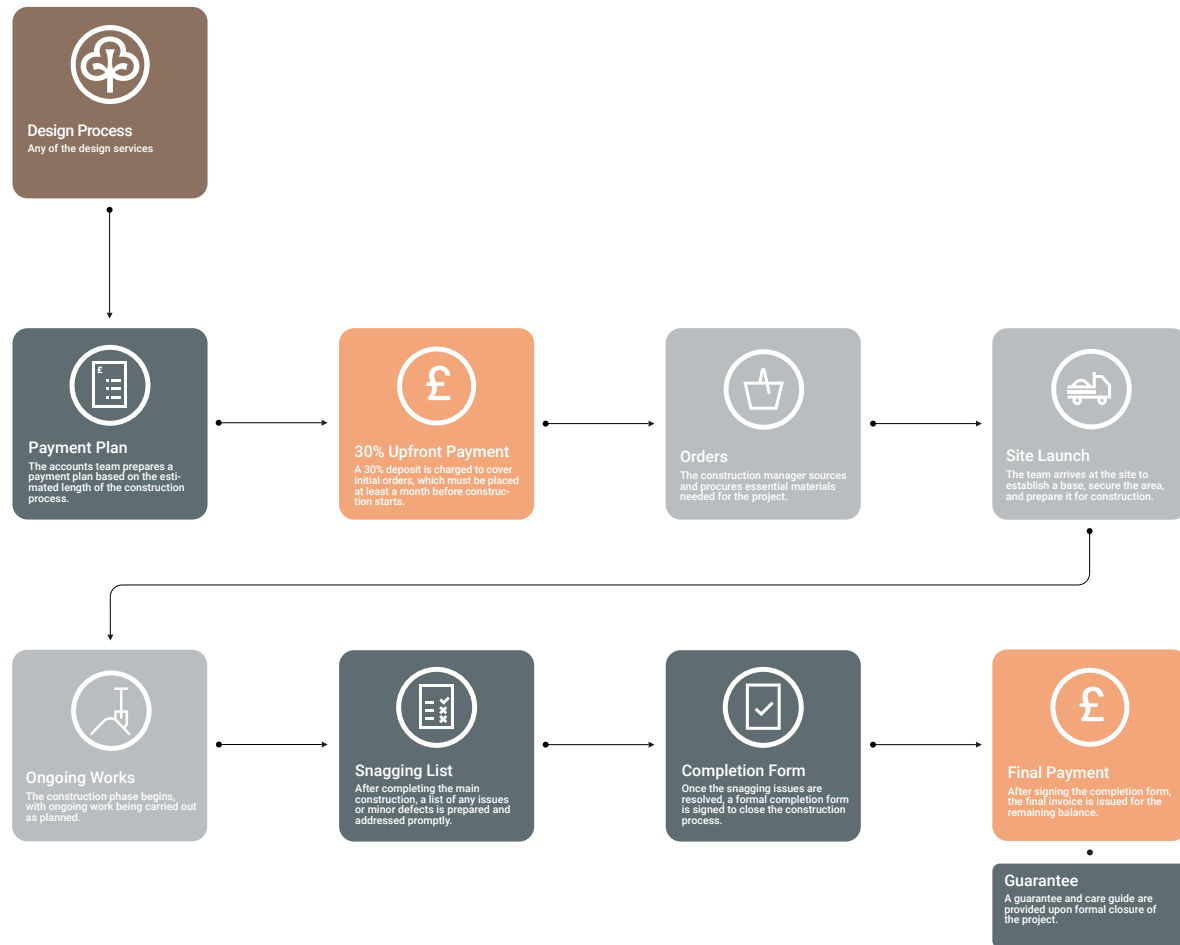 Design Process
Any of the design services
£
Payment Plan
The accounts team prepares a
payment plan based on the esti-
mated length of the construction
process.
£
30% Upfront Payment
A 30% deposit is charged to cover
initial orders, which must be placed
at least a month before construc-
tion starts.
Orders
The construction manager sources
and procures essential materials
needed for the project.
Site Launch
The team arrives at the site to
establish a base, secure the area,
and prepare it for construction.
Ongoing Works
The construction phase begins,
with ongoing work being carried out
as planned.
Snagging List
After completing the main
construction, a list of any issues
or minor defects is prepared and
addressed promptly.
Completion Form
Once the snagging issues are
resolved, a formal completion form
is signed to close the construction
process.
£
Final Payment
After signing the completion form,
the final invoice is issued for the
remaining balance.
Guarantee
A guarantee and care guide are
provided upon formal closure of
the project.